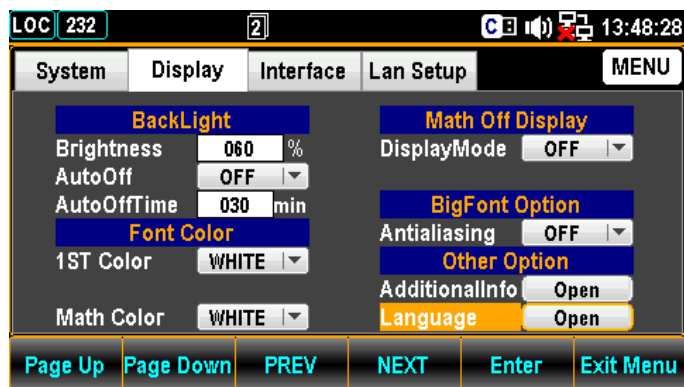 LOC 232 2 C 13:48:28
System Display Interface Lan Setup MENU
BackLight
Brightness 060 %
AutoOff OFF
AutoOffTime 030 min
Font Color
1ST Color WHITE
Math Color WHITE
Math Off Display
DisplayMode OFF
BigFont Option
Antialiasing OFF
Other Option
AdditionalInfo Open
Language Open
Page Up Page Down PREV NEXT Enter Exit Menu